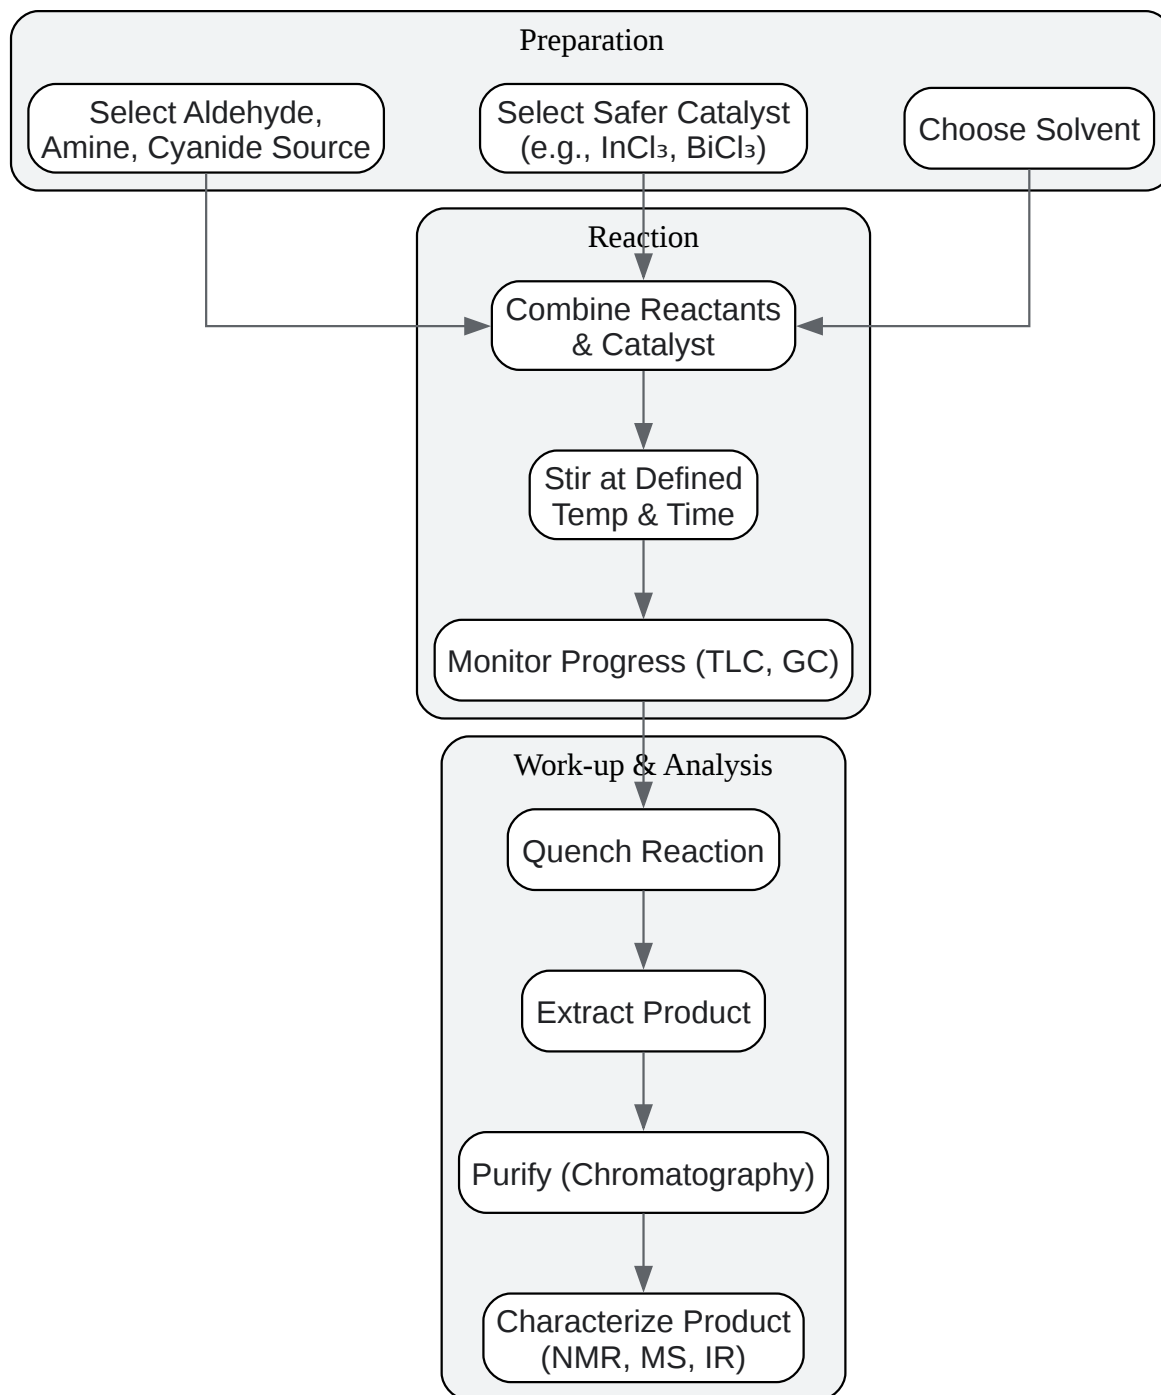 Preparation
Select Aldehyde,
Amine, Cyanide Source
Select Safer Catalyst
(e.g., InCl₃, BiCl₃)
Choose Solvent
Reaction
Combine Reactants
& Catalyst
Stir at Defined
Temp & Time
Monitor Progress (TLC, GC)
Work-up & Analysis
Quench Reaction
Extract Product
Purify (Chromatography)
Characterize Product
(NMR, MS, IR)